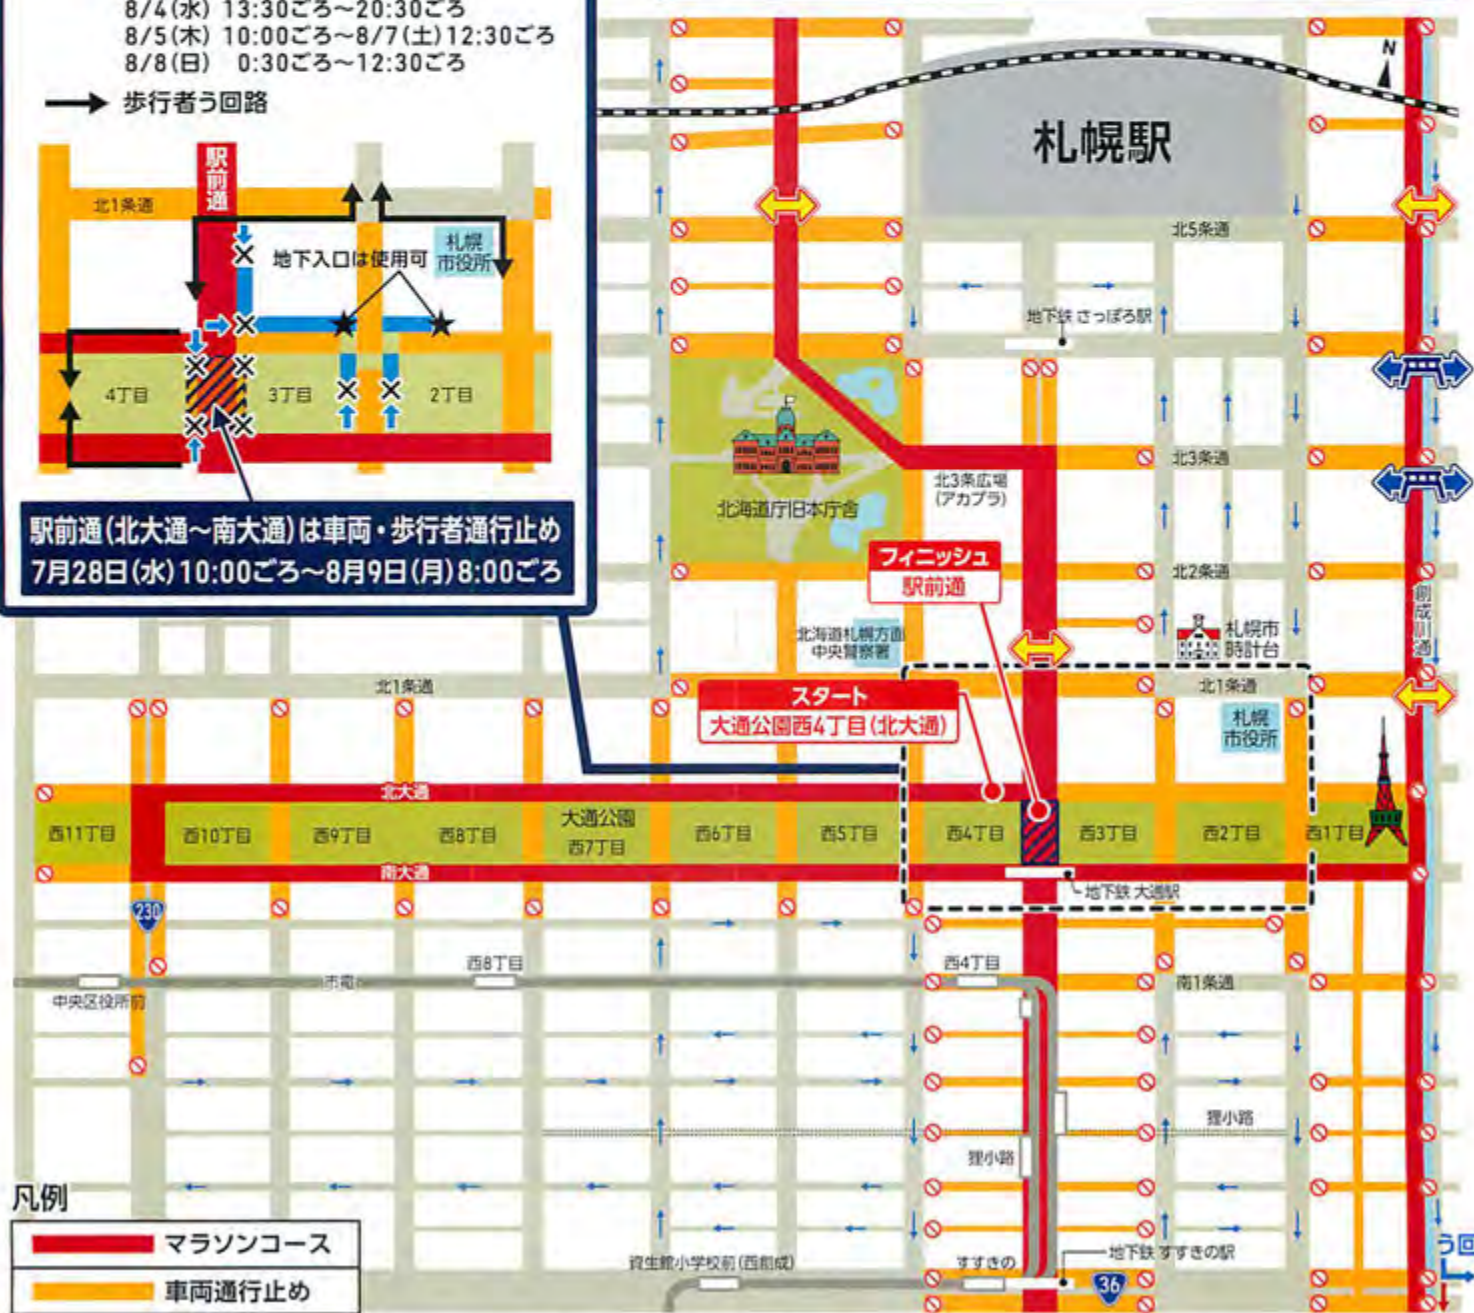 8/4(水) 13:30ごろ～20:30ごろ
8/5(木) 10:00ごろ～8/7(土)12:30ごろ
8/8(日) 0:30ごろ～12:30ごろ
歩行者う回路
駅前通
北1条通
地下入口は使用可
札幌
市役所
4丁目
3丁目
2丁目
駅前通(北大通～南大通)は車両・歩行者通行止め
7月28日(水)10:00ごろ～8月9日(月)8:00ごろ
N
札幌駅
北5条通
地下鉄 さっぽろ駅
北3条通
北3条広場
(アカプラ)
北海道庁旧本庁舎
フィニッシュ
駅前通
北2条通
創成川通
札幌市
時計台
北海道札幌方面
中央警察署
北1条通
北1条通
スタート
大通公園西4丁目(北大通)
札幌
市役所
北大通
西11丁目
西10丁目
西9丁目
西8丁目
大通公園
西7丁目
西6丁目
西5丁目
西4丁目
西3丁目
西2丁目
西1丁目
南大通
地下鉄 大通駅
230
西8丁目
西4丁目
市電
南1条通
中央区役所前
狸小路
狸小路
凡例
マラソンコース
車両通行止め
資生館小学校前(西創成)
すすきの
地下鉄 すすきの駅
36
う回